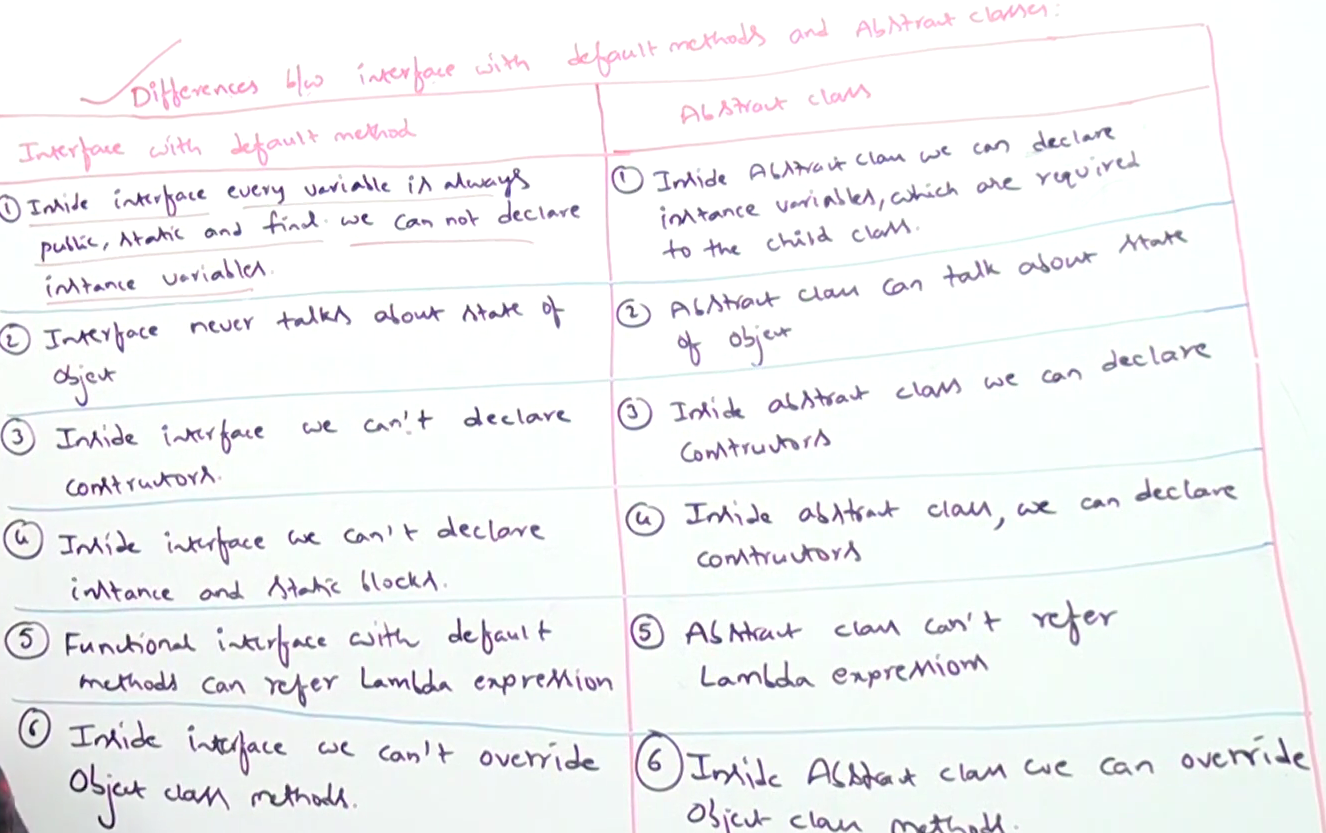 Differences b/w interface with default methods and Abstract classes:
Interface with default method
① Inside interface every variable is always
public, static and final. we can not declare
instance variables.
② Interface never talks about state of
object
③ Inside interface we can't declare
constructors.
④ Inside interface we can't declare
instance and static blocks.
⑤ Functional interface with default
methods can refer Lambda expression
⑥ Inside interface we can't override
Object class methods.
Abstract class
① Inside Abstract class we can declare
instance variables, which are required
to the child class.
② Abstract class can talk about state
of object
③ Inside abstract class we can declare
constructors
④ Inside abstract class, we can declare
constructors
⑤ Abstract class can't refer
Lambda expressions
⑥ Inside Abstract class we can override
Object class methods.